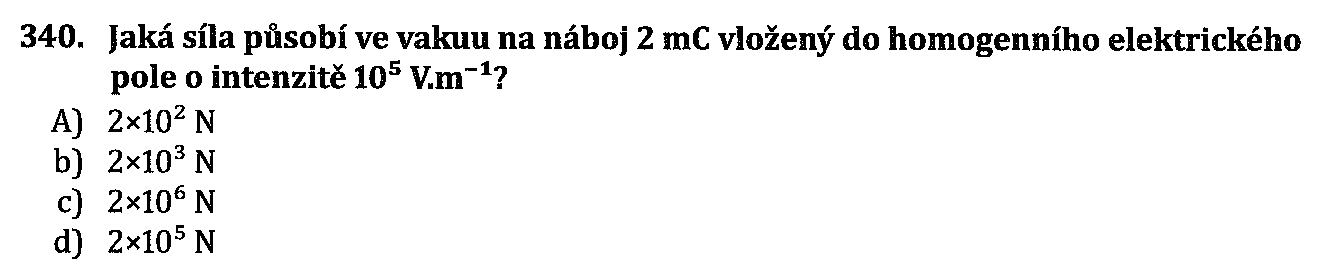 340. Jaká síla působí ve vakuu na náboj 2 mC vložený do homogenního elektrického
pole o intenzitě 10⁵ V.m⁻¹?
A) 2×10² N
b) 2×10³ N
c) 2×10⁶ N
d) 2×10⁵ N